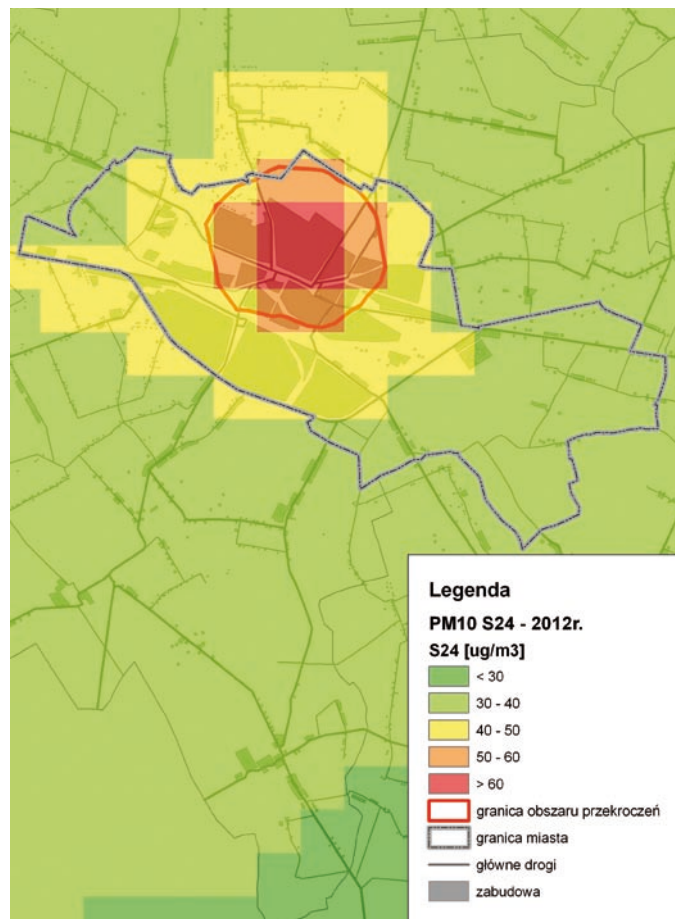 Legenda
PM10 S24 - 2012r.
S24 [ug/m3]
< 30
30 - 40
40 - 50
50 - 60
> 60
granica obszaru przekroczeń
granica miasta
główne drogi
zabudowa